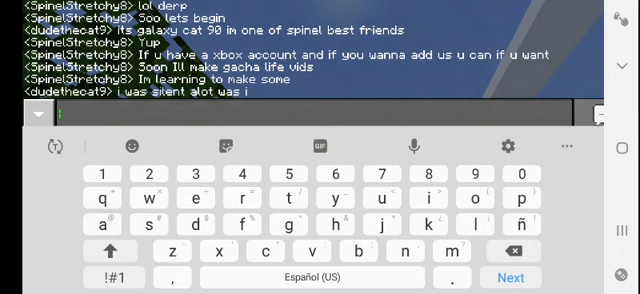 <SpinelStretchy8> lol derp
<SpinelStretchy8> Soo lets begin
<dudethecat9> its galaxy cat 90 im one of spinel best friends
<SpinelStretchy8> Yup
<SpinelStretchy8> If u have a xbox account and if you wanna add us u can if u want
<SpinelStretchy8> Soon Ill make gacha life vids
<SpinelStretchy8> Im learning to make some
<dudethecat9> i was silent alot was i
GIF
1 2 3 4 5 6 7 8 9 0
q w e r t y u i o p
a s d f g h j k l ñ
z x c v b n m
!#1 , Español (US) . Next